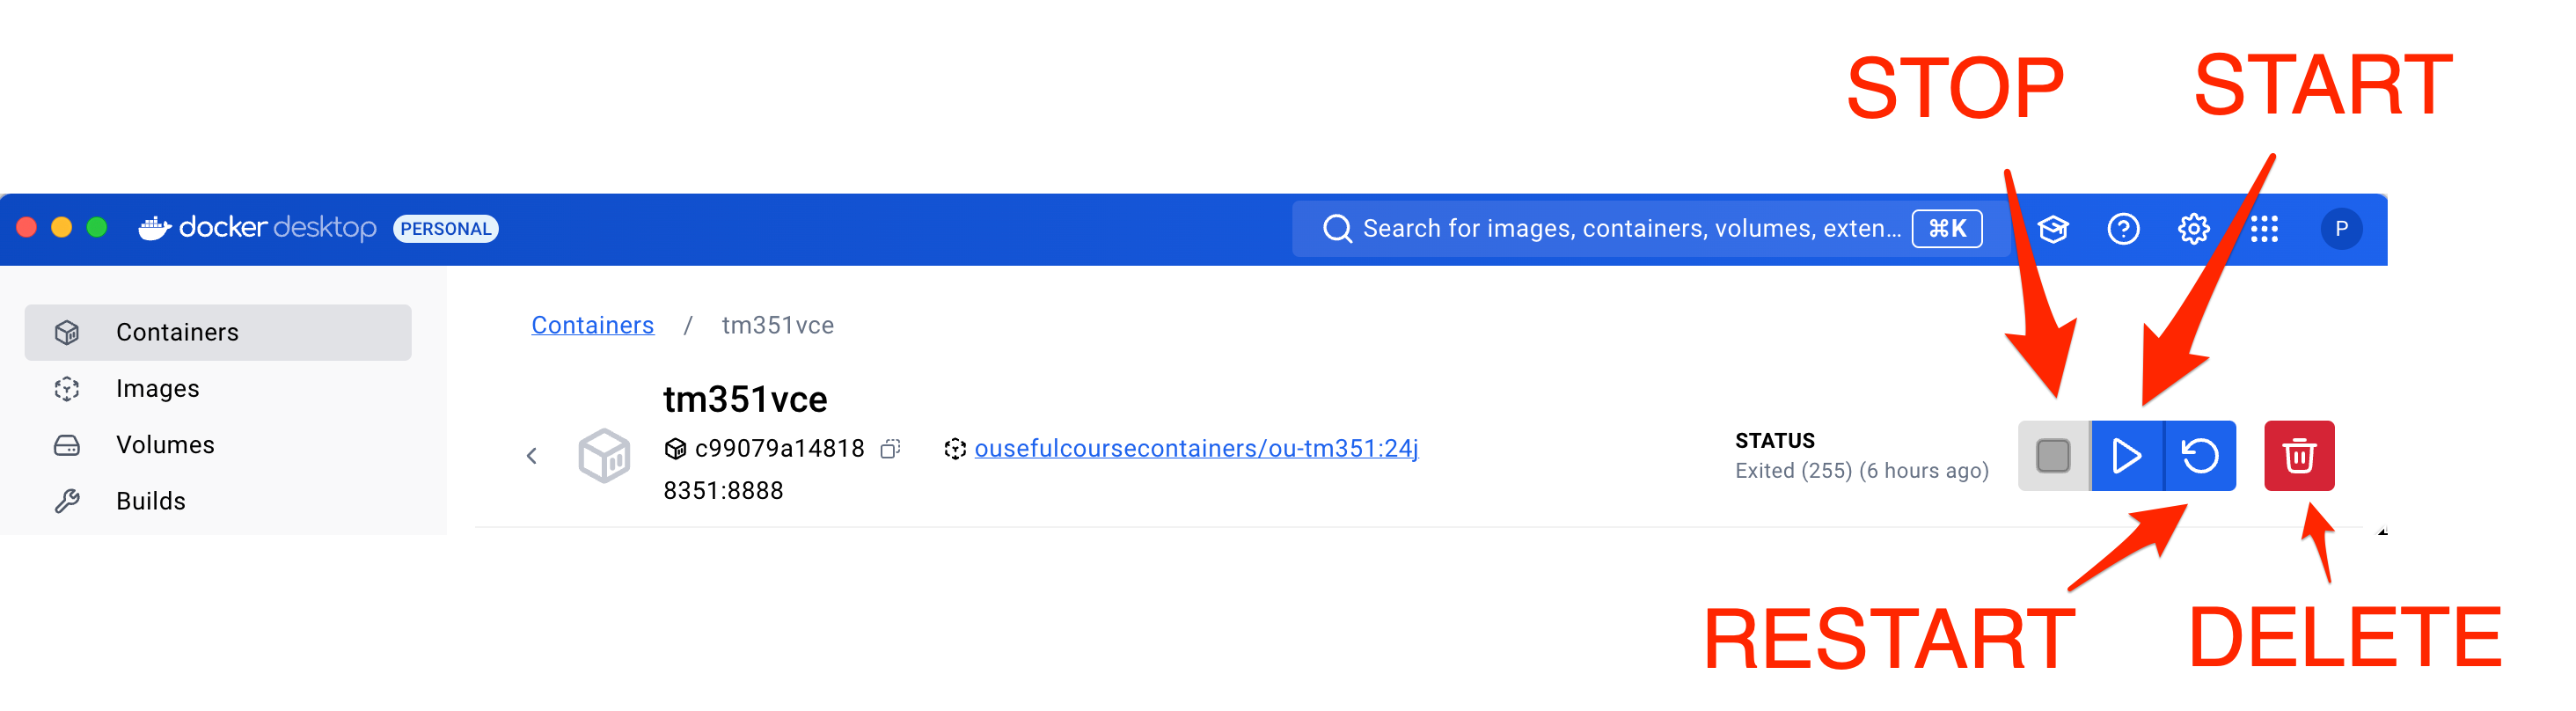 STOP START
docker desktop PERSONAL Search for images, containers, volumes, exten... ⌘K P
Containers
Images
Volumes
Builds
Containers / tm351vce
tm351vce
c99079a14818 ousefulcoursecontainers/ou-tm351:24j
8351:8888
STATUS
Exited (255) (6 hours ago)
RESTART DELETE